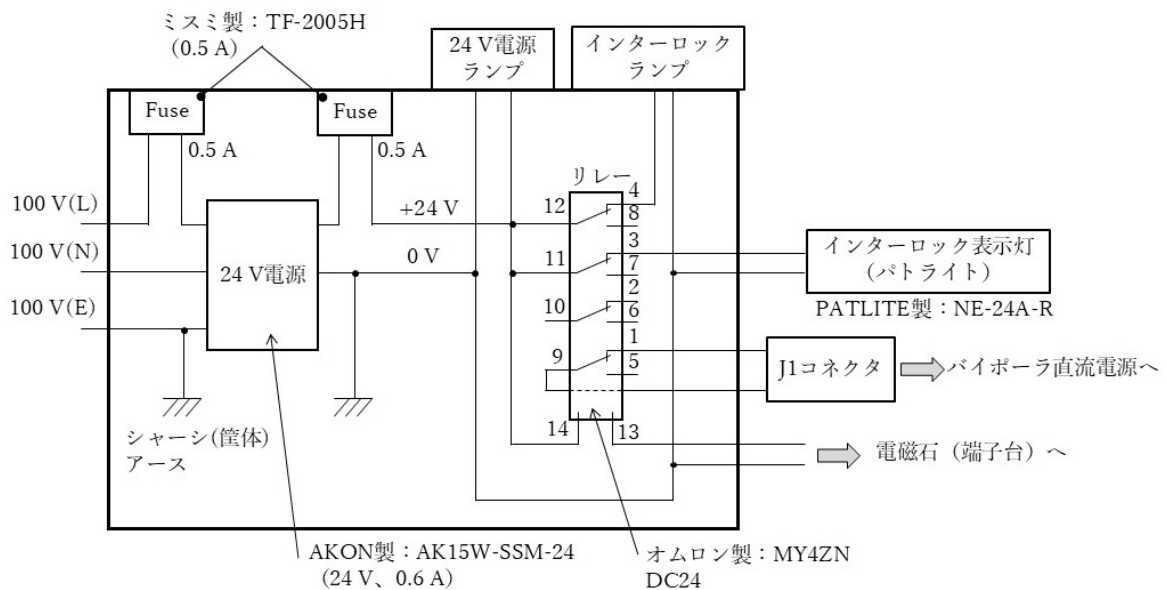 ミスミ製：TF-2005H
（0.5 A）
24 V電源
ランプ
インターロック
ランプ
Fuse
Fuse
0.5 A
0.5 A
リレー
100 V(L)
100 V(N)
100 V(E)
24 V電源
+24 V
0 V
12
4
8
11
3
7
10
2
6
9
1
5
14
13
インターロック表示灯
（パトライト）
PATLITE製：NE-24A-R
J1コネクタ
バイポーラ直流電源へ
電磁石（端子台）へ
シャーシ(筐体)
アース
AKON製：AK15W-SSM-24
（24 V、0.6 A）
オムロン製：MY4ZN
DC24